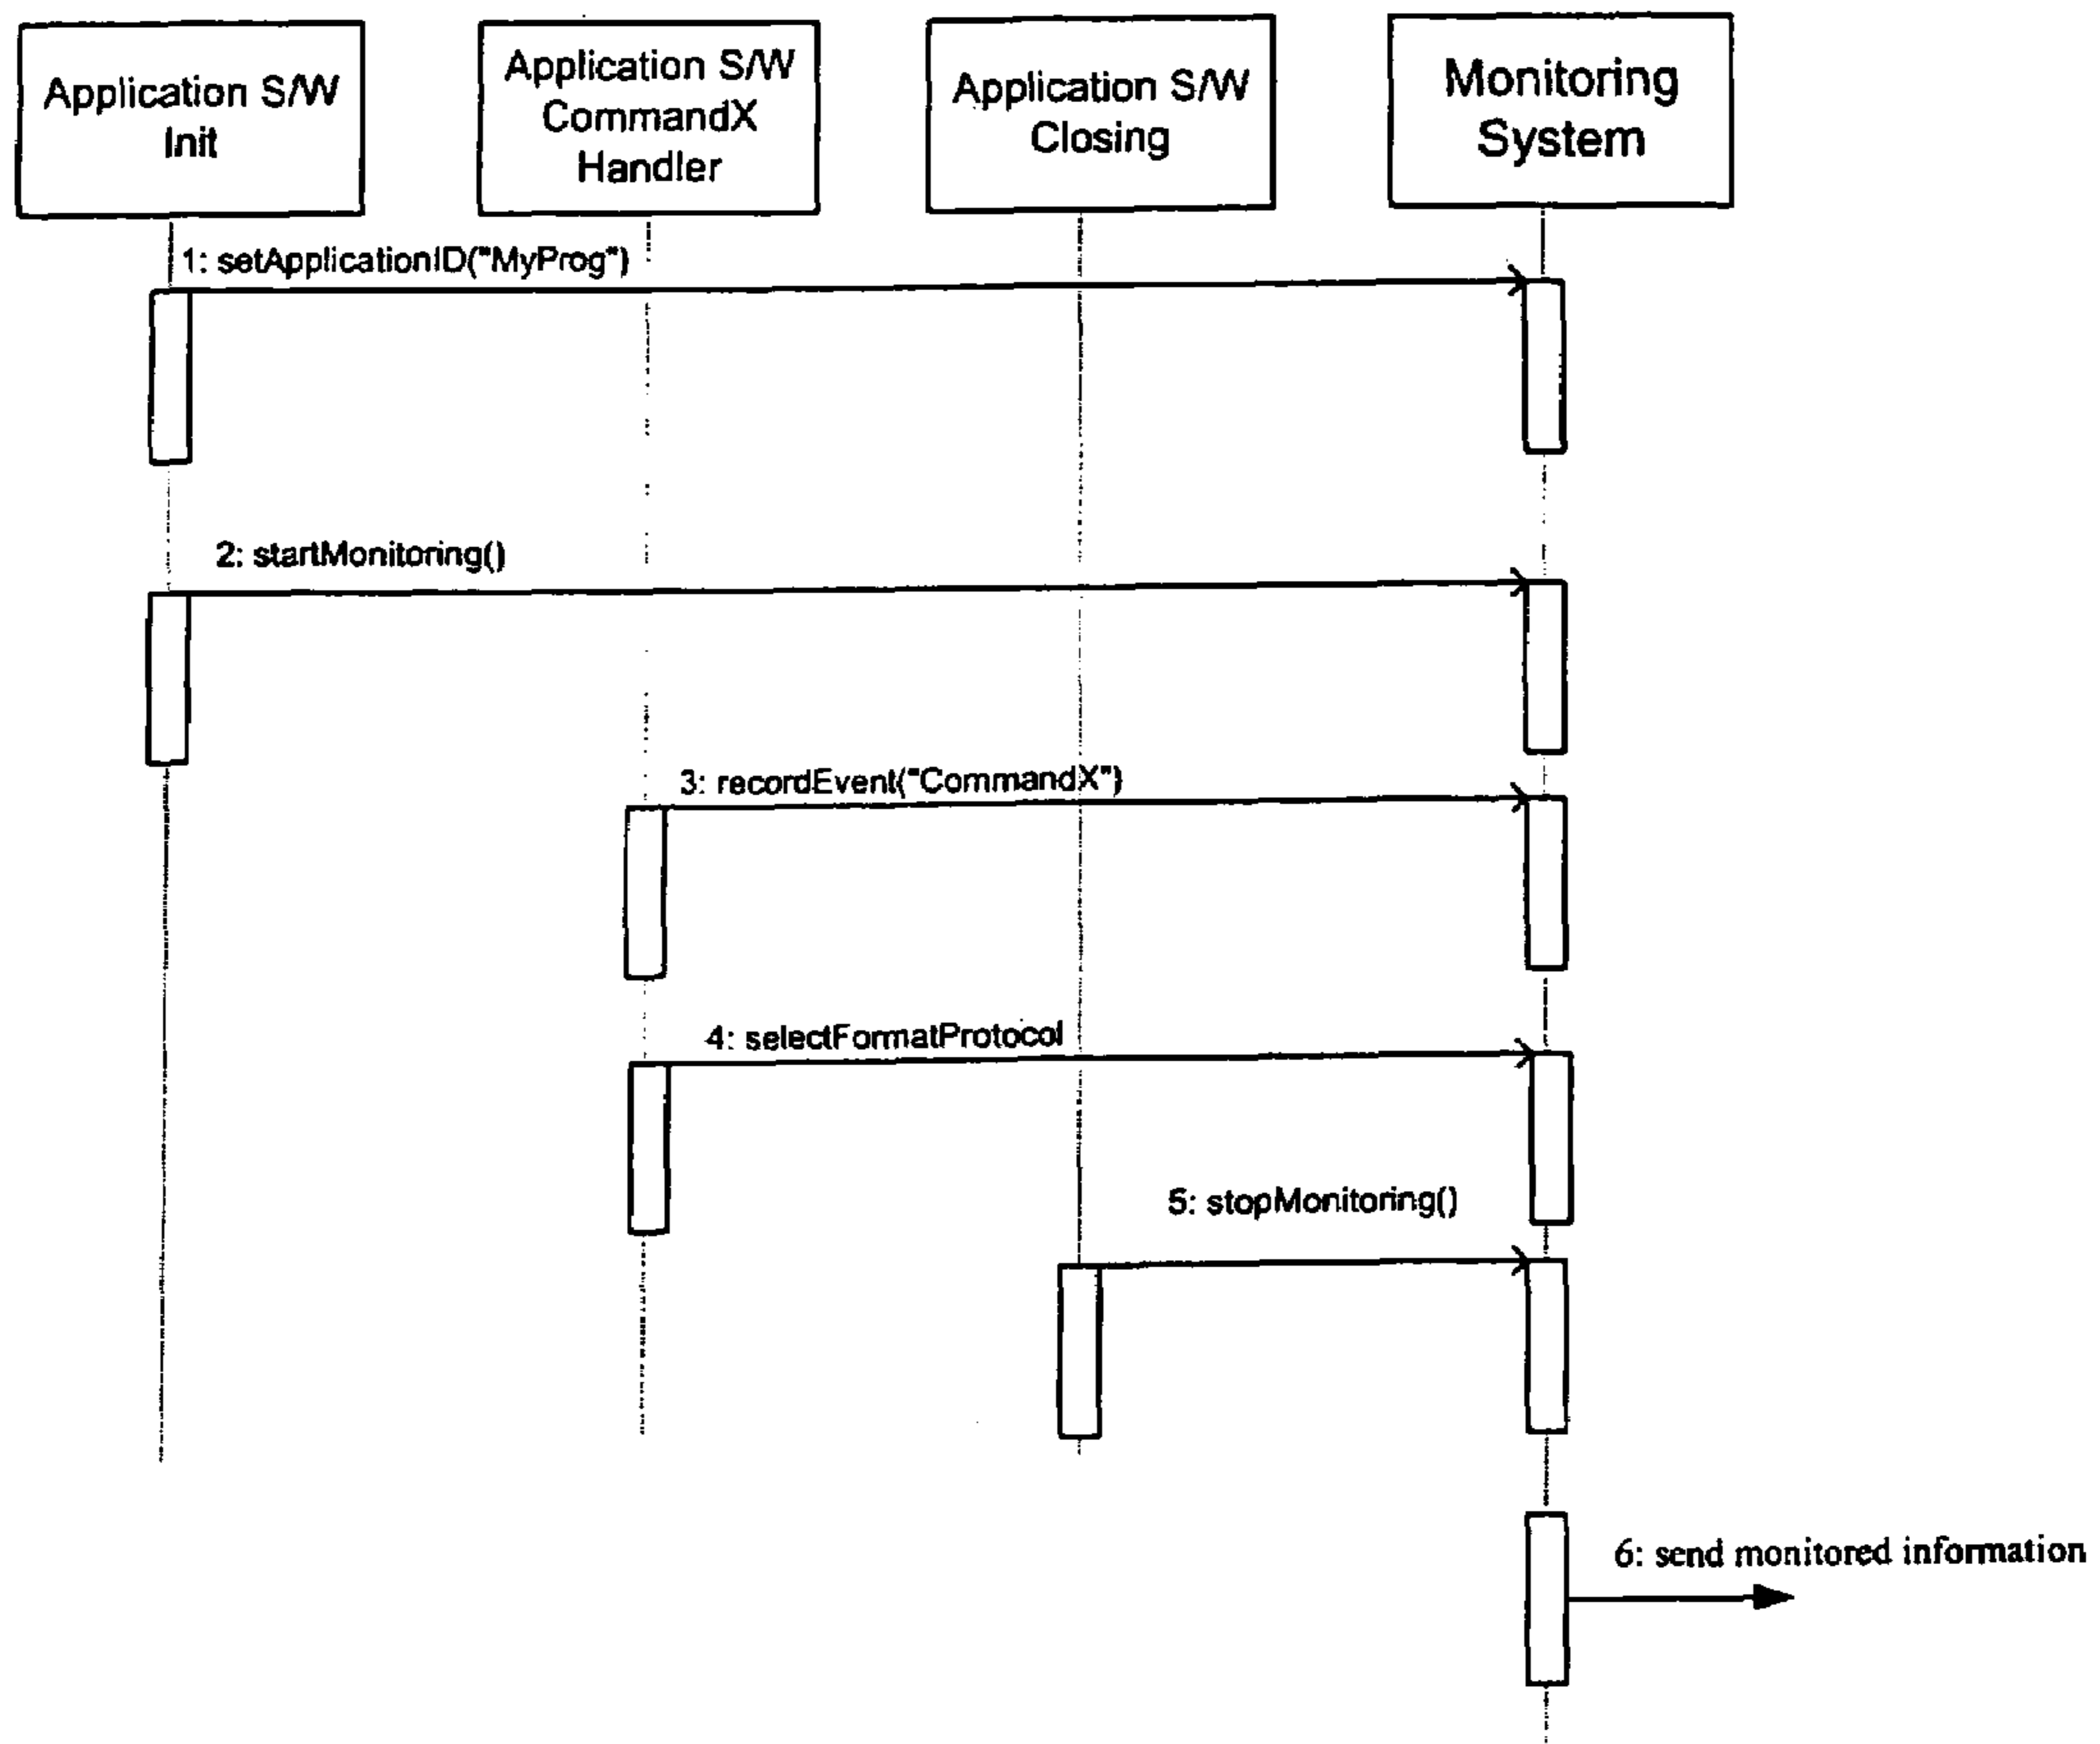 Application S/W
Init
Application S/W
CommandX
Handler
Application S/W
Closing
Monitoring
System
1: setApplicationID("MyProg")
2: startMonitoring()
3: recordEvent("CommandX")
4: selectFormatProtocol
5: stopMonitoring()
6: send monitored information